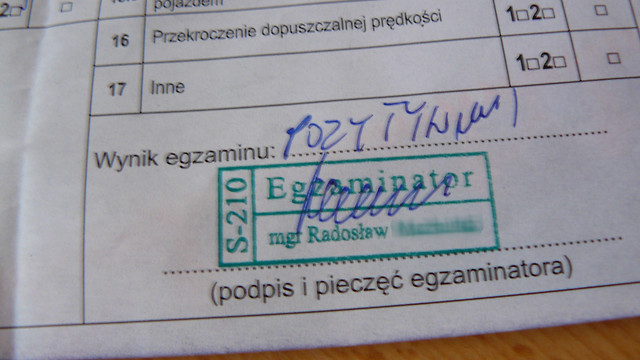 2□ □ pojazdem
16 Przekroczenie dopuszczalnej prędkości 1□2□ □
17 Inne 1□2□ □
Wynik egzaminu: POZYTYWNY
S-210
Egzaminator
mgr Radosław
(podpis i pieczęć egzaminatora)